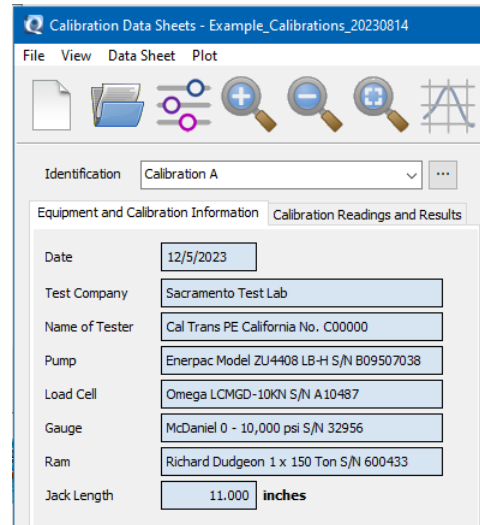 Calibration Data Sheets - Example_Calibrations_20230814
File View Data Sheet Plot
Identification Calibration A ...
Equipment and Calibration Information Calibration Readings and Results
Date 12/5/2023
Test Company Sacramento Test Lab
Name of Tester Cal Trans PE California No. C00000
Pump Enerpac Model ZU4408 LB-H S/N B09507038
Load Cell Omega LCMGD-10KN S/N A10487
Gauge McDaniel 0 - 10,000 psi S/N 32956
Ram Richard Dudgeon 1 x 150 Ton S/N 600433
Jack Length 11.000 inches